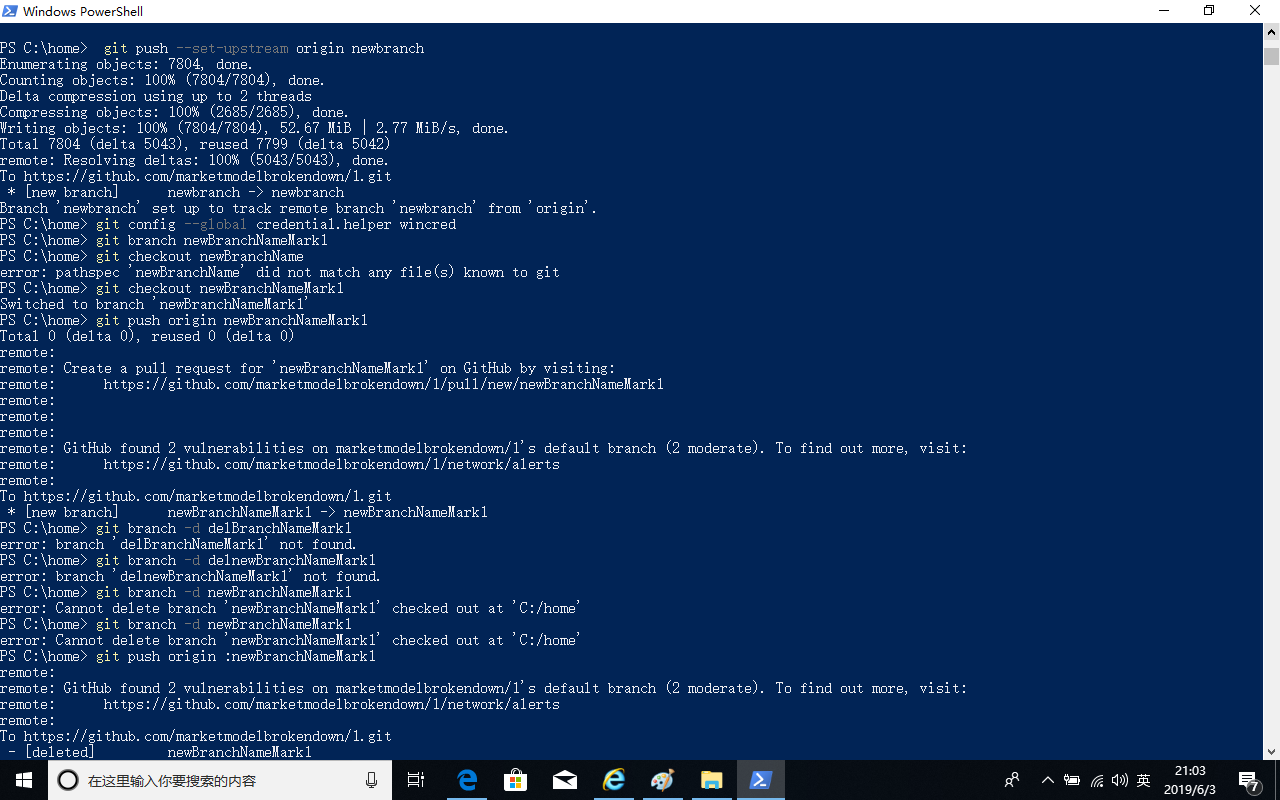 Windows PowerShell
PS C:\home>  git push --set-upstream origin newbranch
Enumerating objects: 7804, done.
Counting objects: 100% (7804/7804), done.
Delta compression using up to 2 threads
Compressing objects: 100% (2685/2685), done.
Writing objects: 100% (7804/7804), 52.67 MiB | 2.77 MiB/s, done.
Total 7804 (delta 5043), reused 7799 (delta 5042)
remote: Resolving deltas: 100% (5043/5043), done.
To https://github.com/marketmodelbrokendown/1.git
 * [new branch]      newbranch -> newbranch
Branch 'newbranch' set up to track remote branch 'newbranch' from 'origin'.
PS C:\home> git config --global credential.helper wincred
PS C:\home> git branch newBranchNameMark1
PS C:\home> git checkout newBranchName
error: pathspec 'newBranchName' did not match any file(s) known to git
PS C:\home> git checkout newBranchNameMark1
Switched to branch 'newBranchNameMark1'
PS C:\home> git push origin newBranchNameMark1
Total 0 (delta 0), reused 0 (delta 0)
remote:
remote: Create a pull request for 'newBranchNameMark1' on GitHub by visiting:
remote:      https://github.com/marketmodelbrokendown/1/pull/new/newBranchNameMark1
remote:
remote:
remote:
remote: GitHub found 2 vulnerabilities on marketmodelbrokendown/1's default branch (2 moderate). To find out more, visit:
remote:      https://github.com/marketmodelbrokendown/1/network/alerts
remote:
To https://github.com/marketmodelbrokendown/1.git
 * [new branch]      newBranchNameMark1 -> newBranchNameMark1
PS C:\home> git branch -d delBranchNameMark1
error: branch 'delBranchNameMark1' not found.
PS C:\home> git branch -d delnewBranchNameMark1
error: branch 'delnewBranchNameMark1' not found.
PS C:\home> git branch -d newBranchNameMark1
error: Cannot delete branch 'newBranchNameMark1' checked out at 'C:/home'
PS C:\home> git branch -d newBranchNameMark1
error: Cannot delete branch 'newBranchNameMark1' checked out at 'C:/home'
PS C:\home> git push origin :newBranchNameMark1
remote:
remote: GitHub found 2 vulnerabilities on marketmodelbrokendown/1's default branch (2 moderate). To find out more, visit:
remote:      https://github.com/marketmodelbrokendown/1/network/alerts
remote:
To https://github.com/marketmodelbrokendown/1.git
 - [deleted]         newBranchNameMark1
在这里输入你要搜索的内容
英
21:03
2019/6/3
7